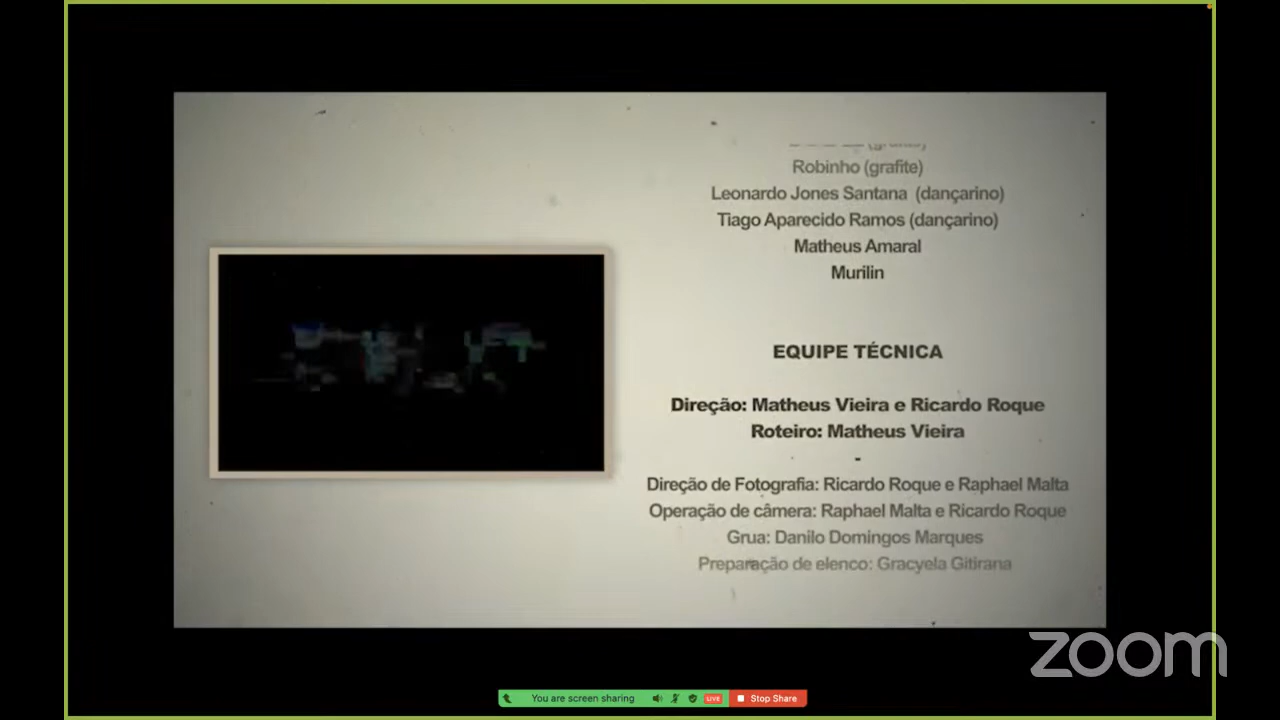 Robinho (grafite)
Leonardo Jones Santana (dançarino)
Tiago Aparecido Ramos (dançarino)
Matheus Amaral
Murilin
EQUIPE TÉCNICA
Direção: Matheus Vieira e Ricardo Roque
Roteiro: Matheus Vieira
Direção de Fotografia: Ricardo Roque e Raphael Malta
Operação de câmera: Raphael Malta e Ricardo Roque
Grua: Danilo Domingos Marques
Preparação de elenco: Gracyela Gitirana
zoom
You are screen sharing LIVE Stop Share